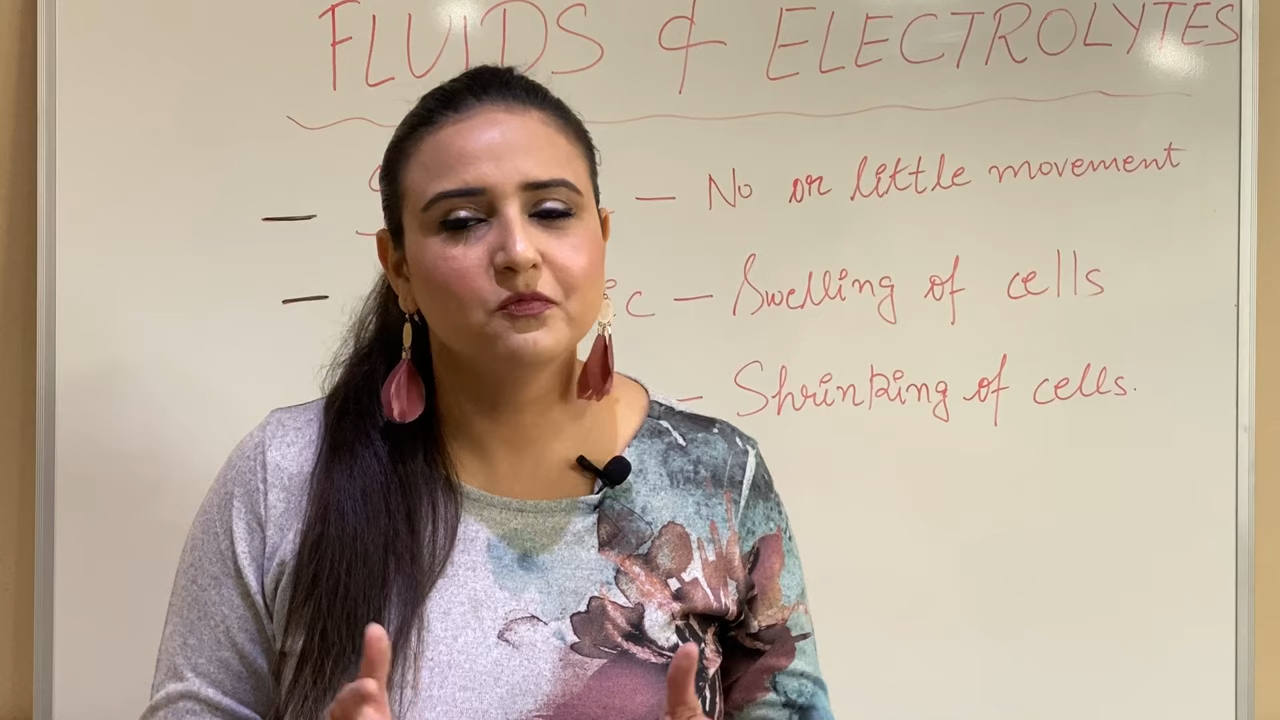 FLUIDS & ELECTROLYTES
— No or little movement
— Swelling of cells
— Shrinking of cells.